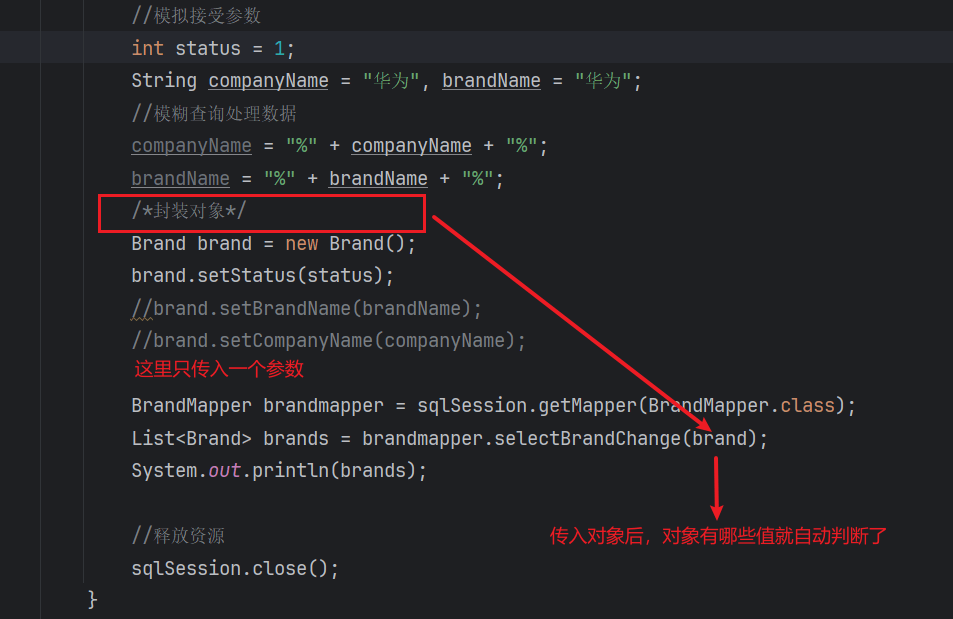 //模拟接受参数
int status = 1;
String companyName = "华为", brandName = "华为";
//模糊查询处理数据
companyName = "%" + companyName + "%";
brandName = "%" + brandName + "%";
/*封装对象*/
Brand brand = new Brand();
brand.setStatus(status);
//brand.setBrandName(brandName);
//brand.setCompanyName(companyName);
这里只传入一个参数
BrandMapper brandmapper = sqlSession.getMapper(BrandMapper.class);
List<Brand> brands = brandmapper.selectBrandChange(brand);
System.out.println(brands);
//释放资源
传入对象后，对象有哪些值就自动判断了
sqlSession.close();
}